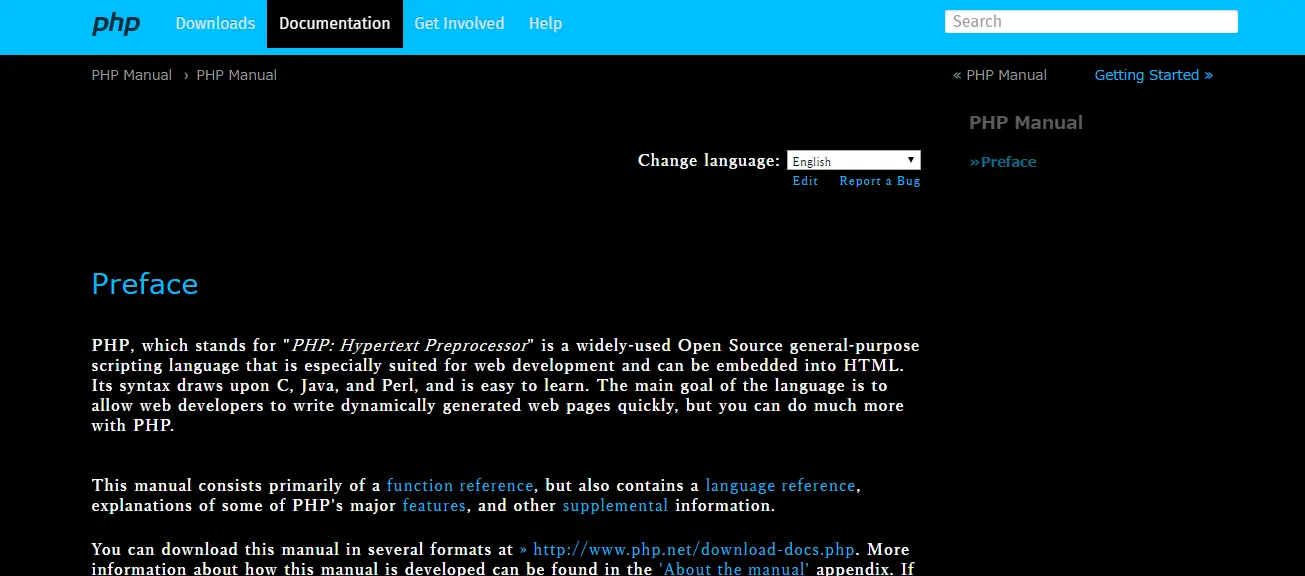 php Downloads Documentation Get Involved Help Search
PHP Manual › PHP Manual « PHP Manual Getting Started »
PHP Manual
Change language: English
»Preface
Edit Report a Bug
Preface
PHP, which stands for "PHP: Hypertext Preprocessor" is a widely-used Open Source general-purpose
scripting language that is especially suited for web development and can be embedded into HTML.
Its syntax draws upon C, Java, and Perl, and is easy to learn. The main goal of the language is to
allow web developers to write dynamically generated web pages quickly, but you can do much more
with PHP.
This manual consists primarily of a function reference, but also contains a language reference,
explanations of some of PHP's major features, and other supplemental information.
You can download this manual in several formats at » http://www.php.net/download-docs.php. More
information about how this manual is developed can be found in the 'About the manual' appendix. If